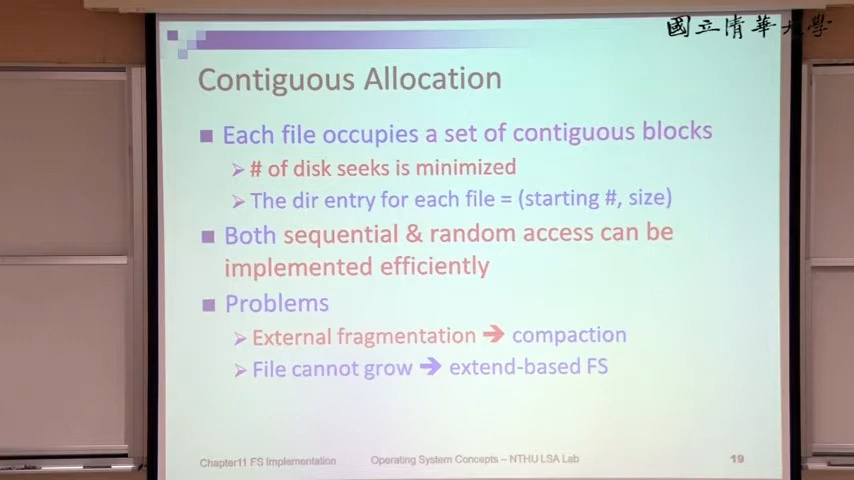 國立清華大學
Contiguous Allocation
Each file occupies a set of contiguous blocks
# of disk seeks is minimized
The dir entry for each file = (starting #, size)
Both sequential & random access can be
implemented efficiently
Problems
External fragmentation ➔ compaction
File cannot grow ➔ extend-based FS
Chapter11 FS Implementation
Operating System Concepts – NTHU LSA Lab
19